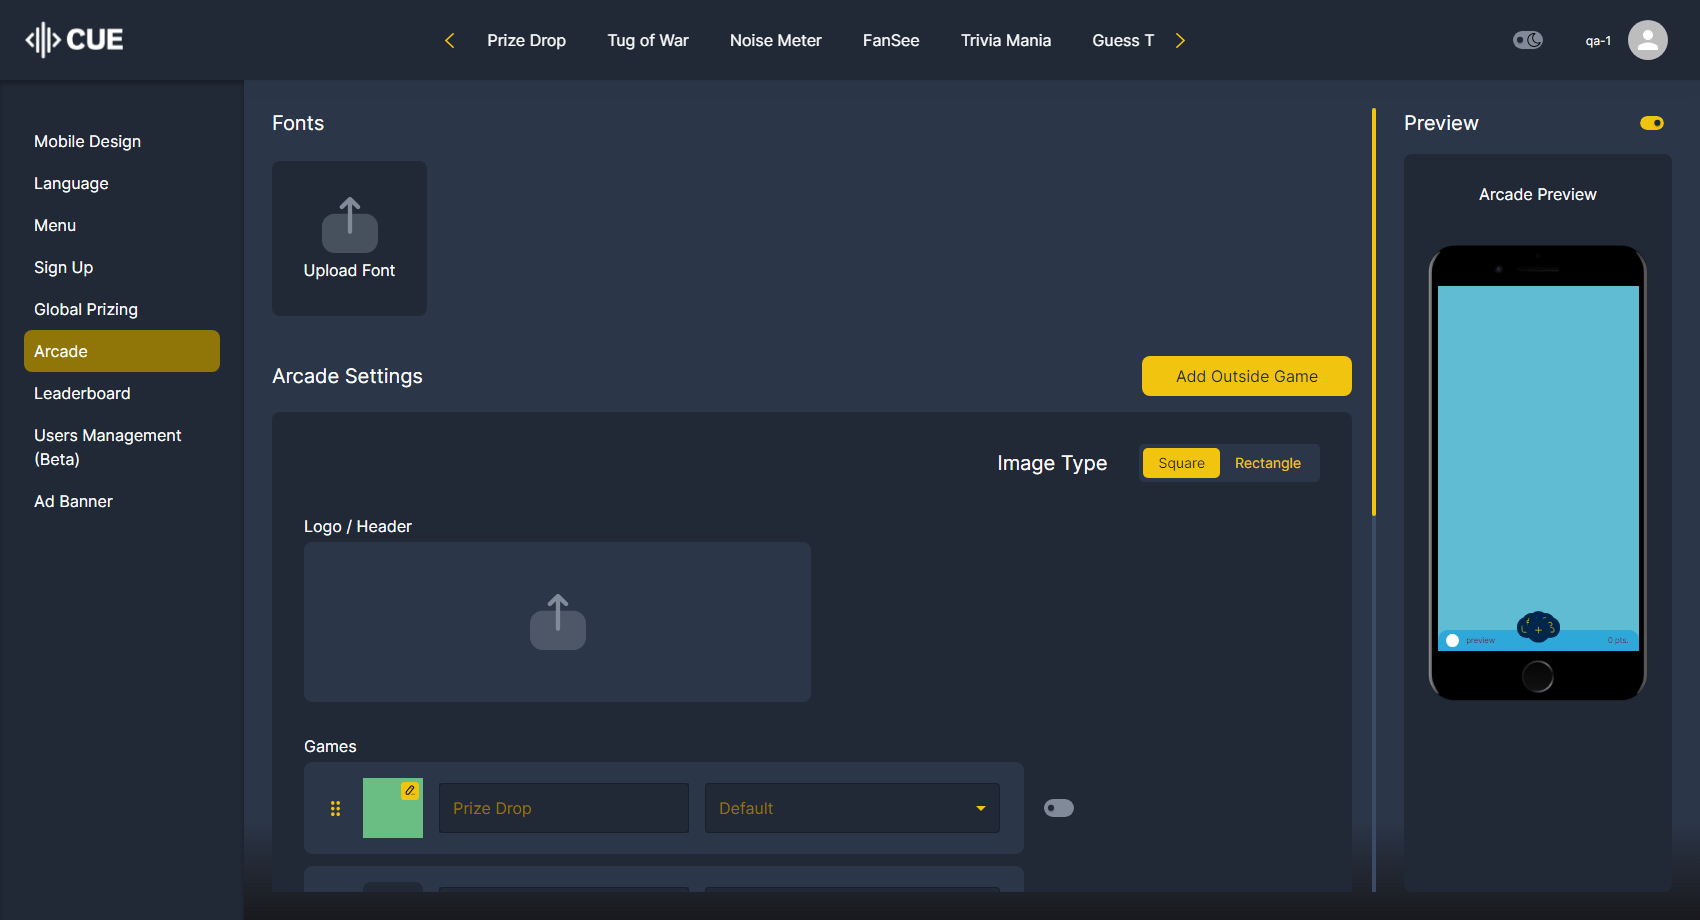 CUE
Prize Drop
Tug of War
Noise Meter
FanSee
Trivia Mania
Guess T
qa-1
Mobile Design
Language
Menu
Sign Up
Global Prizing
Arcade
Leaderboard
Users Management
(Beta)
Ad Banner
Fonts
Upload Font
Arcade Settings
Add Outside Game
Image Type
Square
Rectangle
Logo / Header
Games
Prize Drop
Default
Preview
Arcade Preview
preview
0 pts.